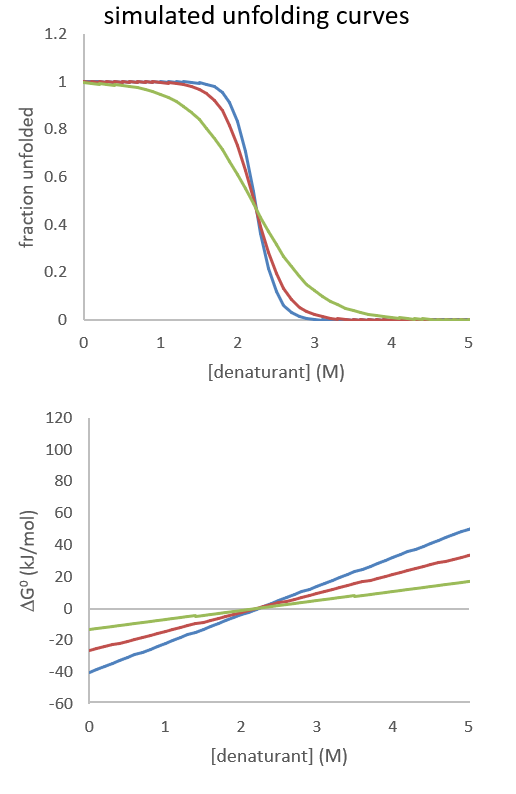 simulated unfolding curves
1.2
1
0.8
0.6
0.4
0.2
0
fraction unfolded
0 1 2 3 4 5
[denaturant] (M)
120
100
80
60
40
20
0
-20
-40
-60
ΔG⁰ (kJ/mol)
0 1 2 3 4 5
[denaturant] (M)